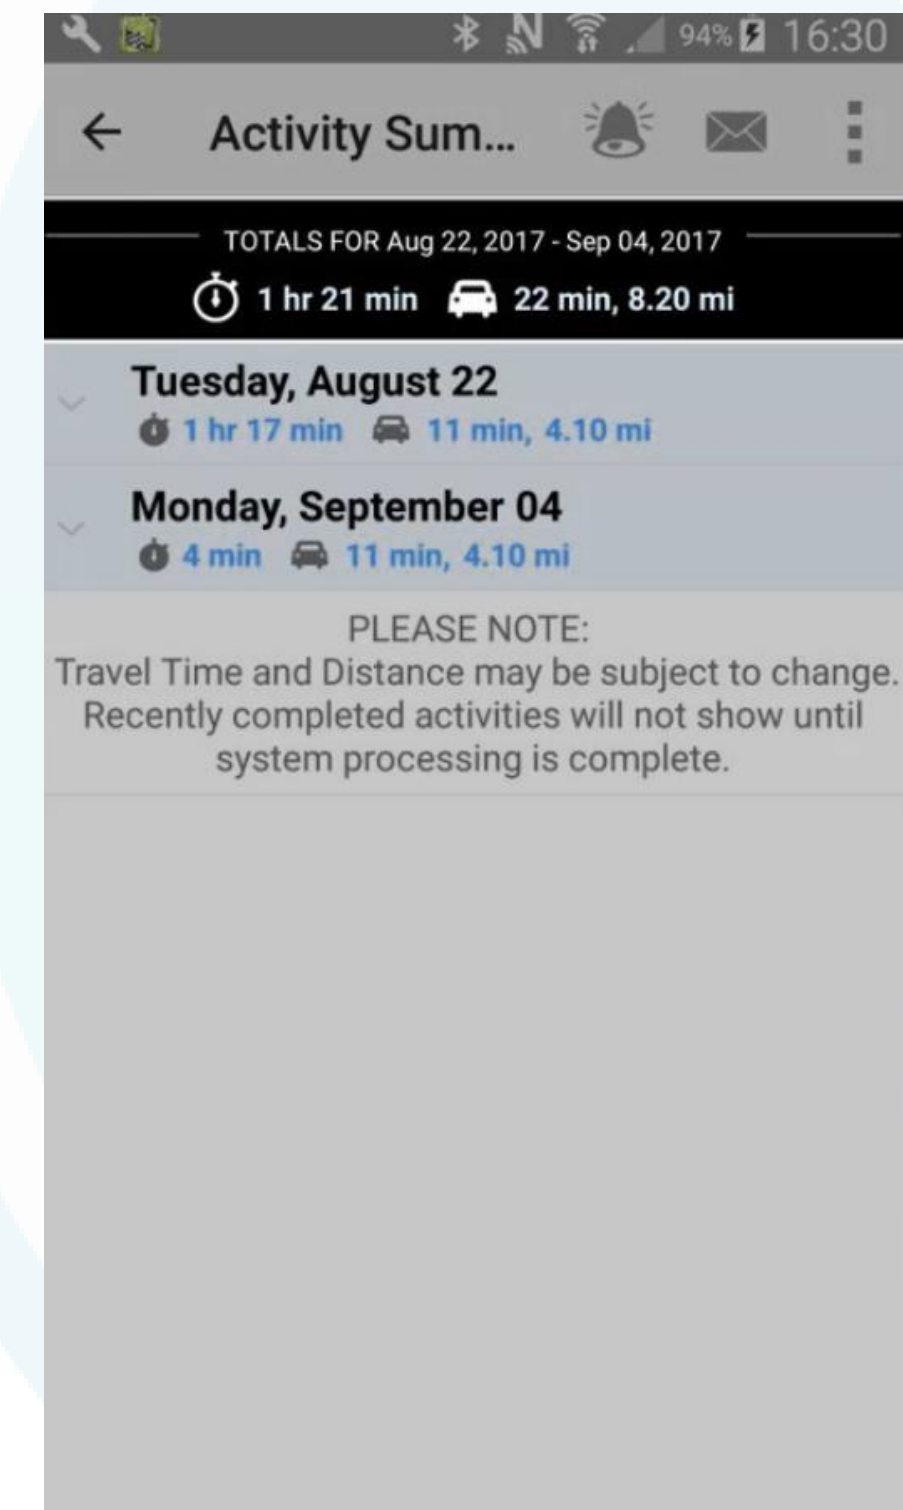 94% 16:30
Activity Sum...
TOTALS FOR Aug 22, 2017 - Sep 04, 2017
1 hr 21 min 22 min, 8.20 mi
Tuesday, August 22
1 hr 17 min 11 min, 4.10 mi
Monday, September 04
4 min 11 min, 4.10 mi
PLEASE NOTE:
Travel Time and Distance may be subject to change.
Recently completed activities will not show until
system processing is complete.